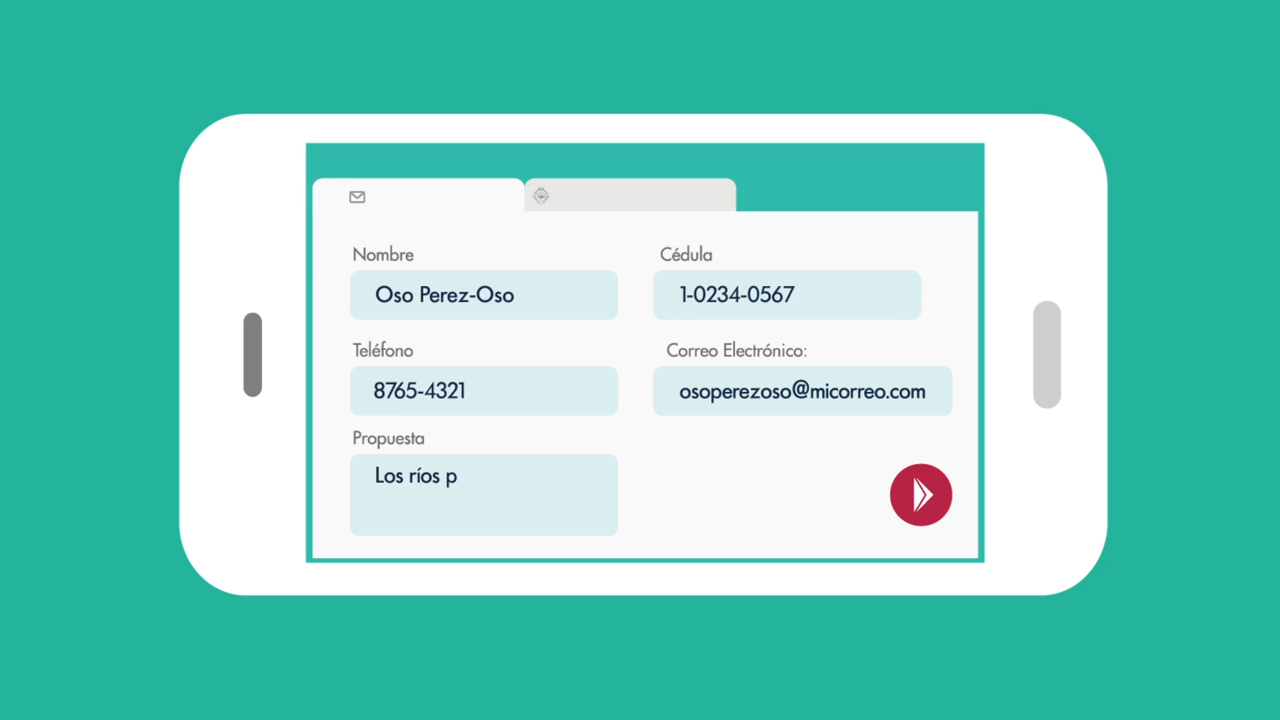 Nombre
Cédula
Oso Perez-Oso
1-0234-0567
Teléfono
Correo Electrónico:
8765-4321
osoperezoso@micorreo.com
Propuesta
Los ríos p